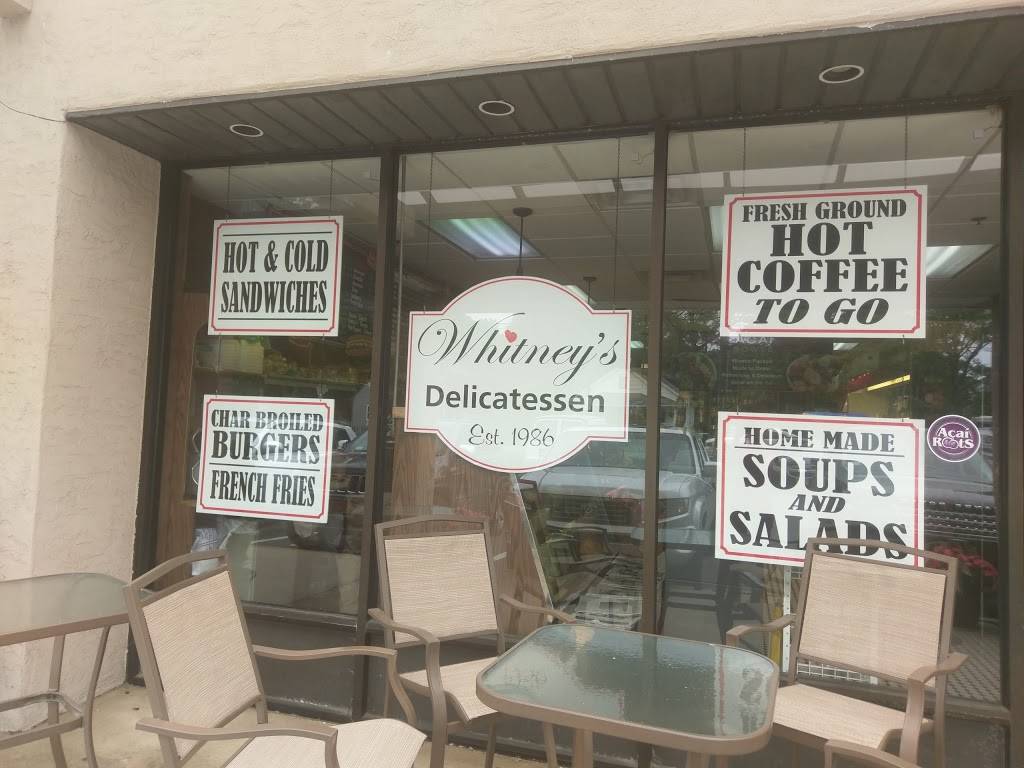 HOT & COLD
SANDWICHES
CHAR BROILED
BURGERS
FRENCH FRIES
Whitney's
Delicatessen
Est. 1986
FRESH GROUND
HOT
COFFEE
TO GO
HOME MADE
SOUPS
AND
SALADS
Acai
ROOTS